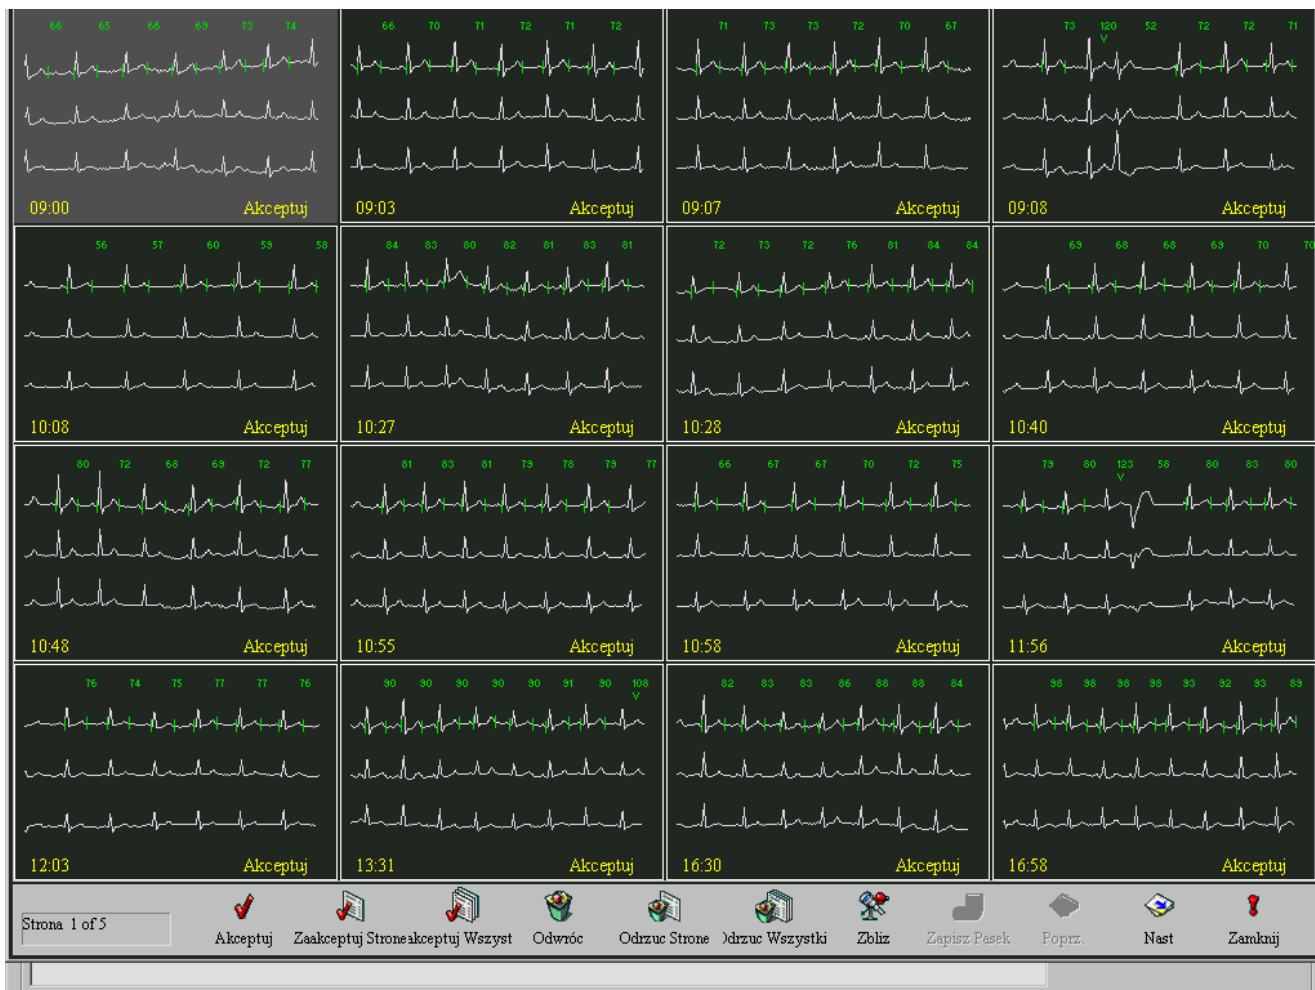 66 65 66 63 73 74
66 70 71 72 71 72
71 73 73 72 70 67
73 120 52 72 72 71
V
09:00 Akceptuj
09:03 Akceptuj
09:07 Akceptuj
09:08 Akceptuj
56 57 60 59 58
84 83 80 82 81 83 81
72 73 72 76 81 84 84
69 68 68 69 70 70
10:08 Akceptuj
10:27 Akceptuj
10:28 Akceptuj
10:40 Akceptuj
80 72 68 69 72 77
81 83 81 79 78 79 77
66 67 67 70 72 75
79 80 123 58 80 83 80
V
10:48 Akceptuj
10:55 Akceptuj
10:58 Akceptuj
11:56 Akceptuj
76 74 75 77 77 76
90 90 90 90 90 91 90 108
V
82 83 83 86 88 88 84
98 98 98 98 93 92 93 89
12:03 Akceptuj
13:31 Akceptuj
16:30 Akceptuj
16:58 Akceptuj
Strona 1 of 5
Akceptuj
Zaakceptuj Strone
akceptuj Wszyst
Odwróc
Odrzuc Strone
)drzuc Wszystki
Zbliz
Zapisz Pasek
Poprz.
Nast
Zamknij